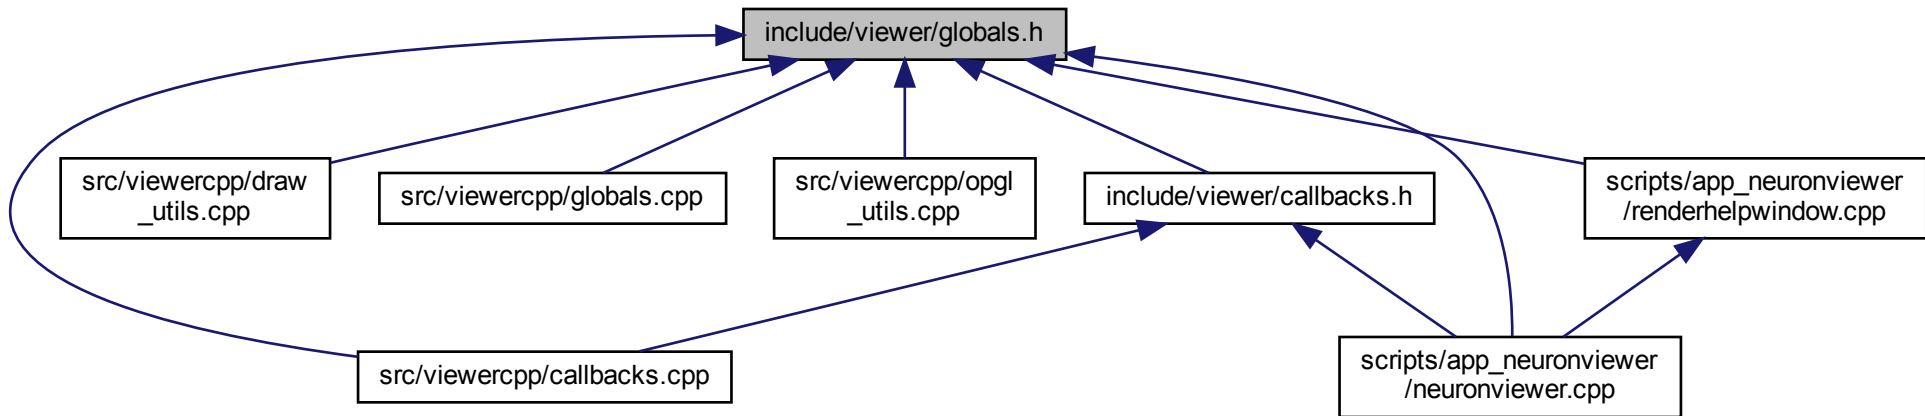 include/viewer/globals.h
src/viewercpp/draw
_utils.cpp
src/viewercpp/globals.cpp
src/viewercpp/opgl
_utils.cpp
include/viewer/callbacks.h
scripts/app_neuronviewer
/renderhelpwindow.cpp
src/viewercpp/callbacks.cpp
scripts/app_neuronviewer
/neuronviewer.cpp